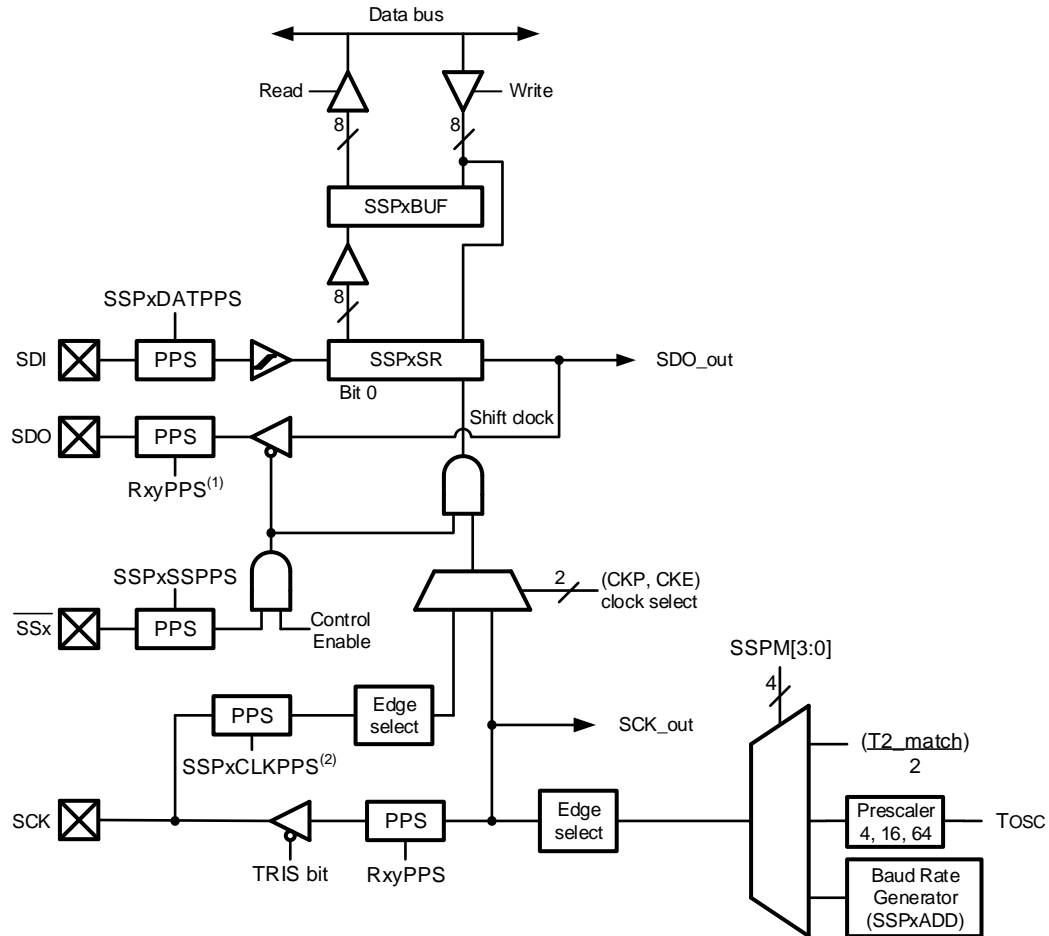 Data bus
Read
Write
8
8
SSPxBUF
8
SSPxDATPPS
SDI
PPS
SSPxSR
SDO_out
Bit 0
Shift clock
SDO
PPS
RxyPPS(1)
SSPxSSPPS
2
(CKP, CKE)
clock select
SSx
PPS
Control
Enable
SSPM[3:0]
4
PPS
Edge
select
SCK_out
(T2_match)
2
SSPxCLKPPS(2)
SCK
PPS
Edge
select
Prescaler
4, 16, 64
TOSC
TRIS bit
RxyPPS
Baud Rate
Generator
(SSPxADD)